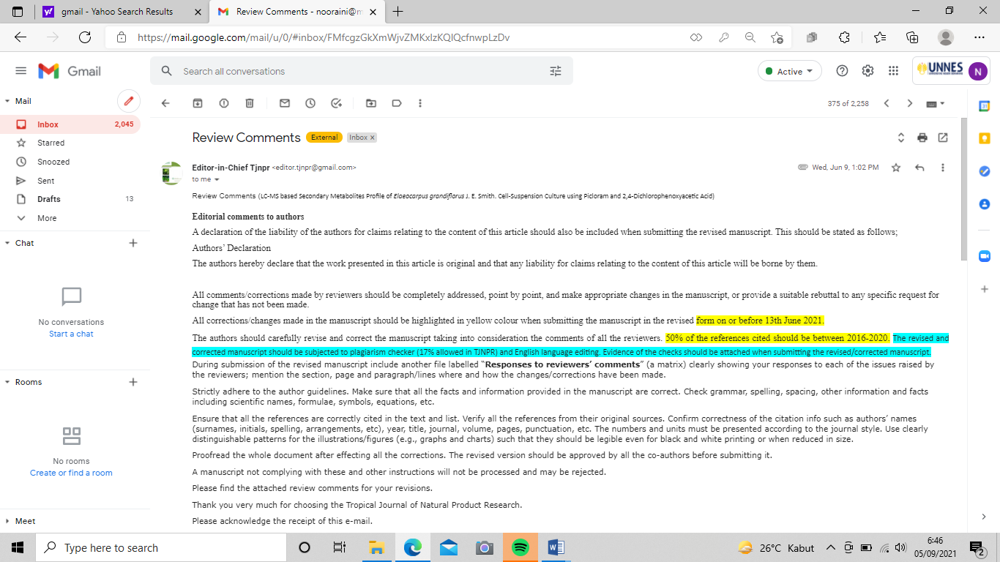 gmail - Yahoo Search Results
Review Comments - nooraini@m
https://mail.google.com/mail/u/0/#inbox/FMfcgzGkXmWjvZMKxlzKQlQcfnwpLzDv
Gmail
Search all conversations
Active
UNNES
N
Mail
375 of 2,258
Inbox 2,045
Starred
Snoozed
Sent
Drafts 13
More
Chat
No conversations
Start a chat
Rooms
No rooms
Create or find a room
Meet
Review Comments External Inbox x
Editor-in-Chief Tjnpr <editor.tjnpr@gmail.com>
Wed, Jun 9, 1:02 PM
to me
Review Comments (LC-MS based Secondary Metabolites Profile of Elaeocarpus grandiflorus J. E. Smith. Cell-Suspension Culture using Picloram and 2,4-Dichlorophenoxyacetic Acid)
Editorial comments to authors
A declaration of the liability of the authors for claims relating to the content of this article should also be included when submitting the revised manuscript. This should be stated as follows;
Authors' Declaration
The authors hereby declare that the work presented in this article is original and that any liability for claims relating to the content of this article will be borne by them.
All comments/corrections made by reviewers should be completely addressed, point by point, and make appropriate changes in the manuscript, or provide a suitable rebuttal to any specific request for
change that has not been made.
All corrections/changes made in the manuscript should be highlighted in yellow colour when submitting the manuscript in the revised form on or before 13th June 2021.
The authors should carefully revise and correct the manuscript taking into consideration the comments of all the reviewers. 50% of the references cited should be between 2016-2020. The revised and
corrected manuscript should be subjected to plagiarism checker (17% allowed in TJNPR) and English language editing. Evidence of the checks should be attached when submitting the revised/corrected manuscript.
During submission of the revised manuscript include another file labelled “Responses to reviewers’ comments” (a matrix) clearly showing your responses to each of the issues raised by
the reviewers; mention the section, page and paragraph/lines where and how the changes/corrections have been made.
Strictly adhere to the author guidelines. Make sure that all the facts and information provided in the manuscript are correct. Check grammar, spelling, spacing, other information and facts
including scientific names, formulae, symbols, equations, etc.
Ensure that all the references are correctly cited in the text and list. Verify all the references from their original sources. Confirm correctness of the citation info such as authors’ names
(surnames, initials, spelling, arrangements, etc), year, title, journal, volume, pages, punctuation, etc. The numbers and units must be presented according to the journal style. Use clearly
distinguishable patterns for the illustrations/figures (e.g., graphs and charts) such that they should be legible even for black and white printing or when reduced in size.
Proofread the whole document after effecting all the corrections. The revised version should be approved by all the co-authors before submitting it.
A manuscript not complying with these and other instructions will not be processed and may be rejected.
Please find the attached review comments for your revisions.
Thank you very much for choosing the Tropical Journal of Natural Product Research.
Please acknowledge the receipt of this e-mail.
Type here to search
26°C Kabut
6:46
05/09/2021
2